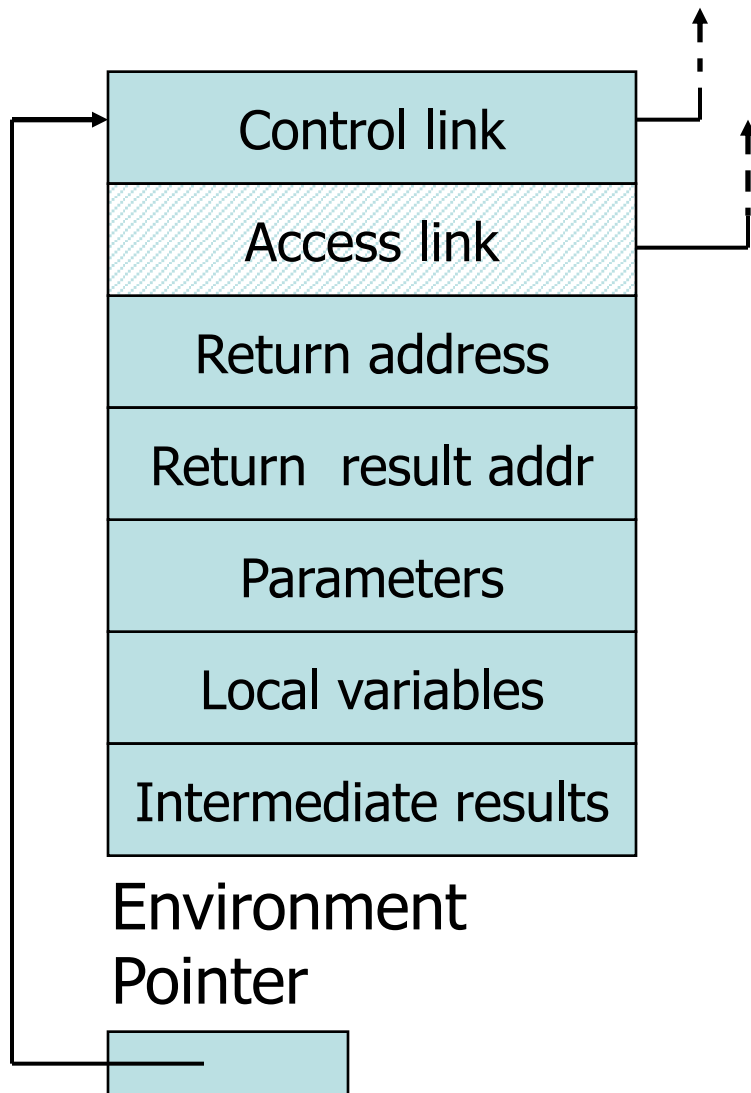 Control link
Access link
Return address
Return  result addr
Parameters
Local variables
Intermediate results
Environment
Pointer